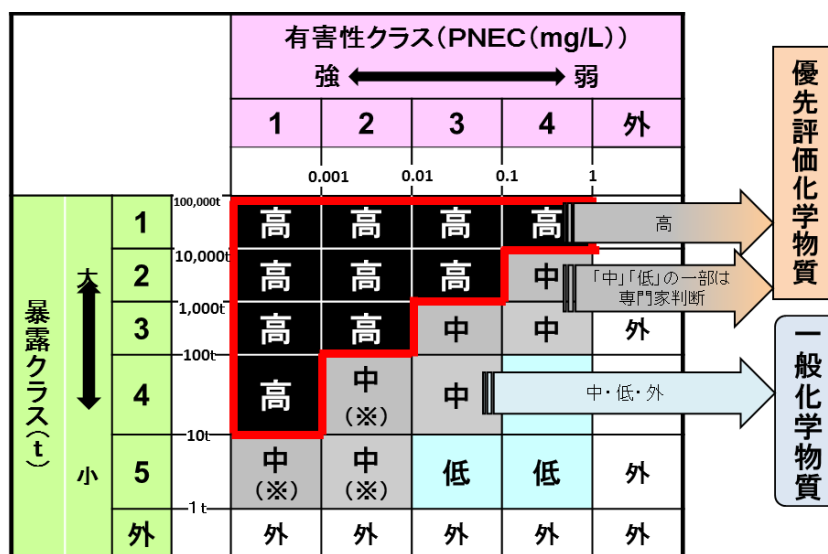 有害性クラス(PNEC(mg/L))
強 弱
1 2 3 4 外
0.001 0.01 0.1 1
暴露クラス(t)
大
小
100,000t
1 高 高 高 高
10,000t
2 高 高 高 中
1,000t
3 高 高 中 中 外
100t
4 高 中(※) 中
10t
5 中(※) 中(※) 低 低 外
1t
外 外 外 外 外 外
高
「中」「低」の一部は
専門家判断
中・低・外
優先評価化学物質
一般化学物質